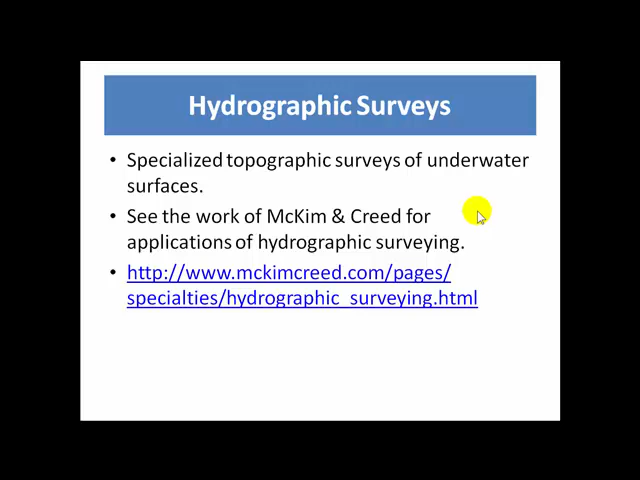 Hydrographic Surveys
• Specialized topographic surveys of underwater
surfaces.
• See the work of McKim & Creed for
applications of hydrographic surveying.
• http://www.mckimcreed.com/pages/
specialties/hydrographic_surveying.html